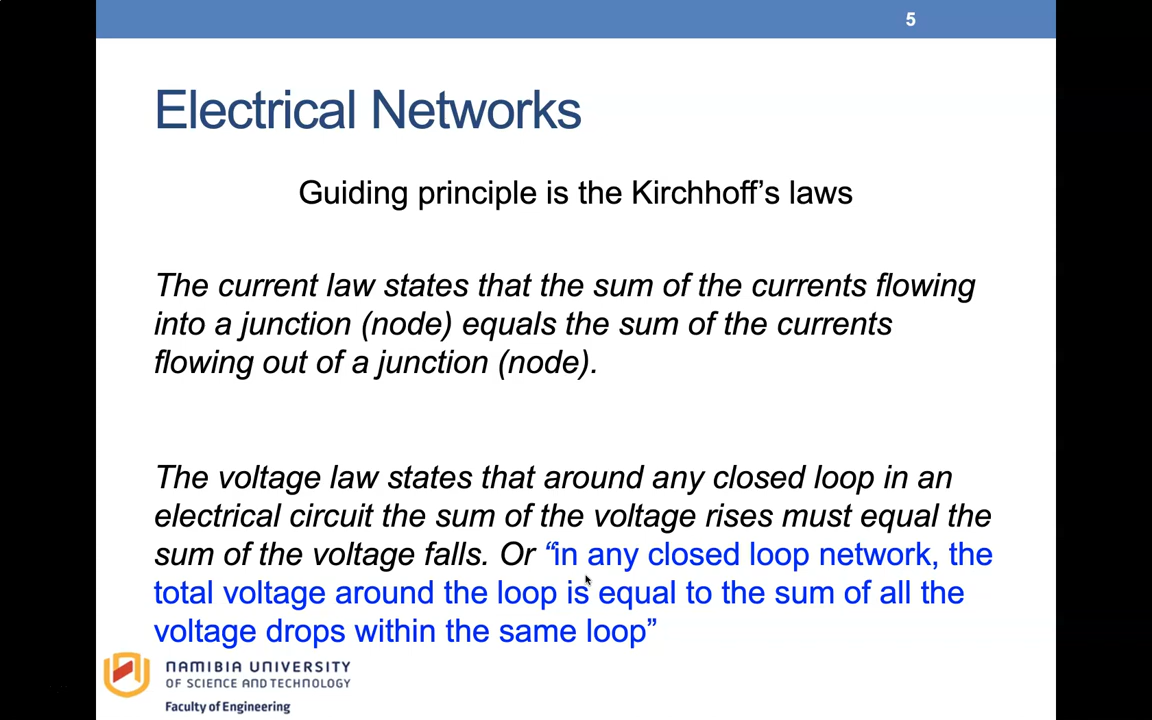 5
Electrical Networks
Guiding principle is the Kirchhoff’s laws
The current law states that the sum of the currents flowing
into a junction (node) equals the sum of the currents
flowing out of a junction (node).
The voltage law states that around any closed loop in an
electrical circuit the sum of the voltage rises must equal the
sum of the voltage falls. Or “in any closed loop network, the
total voltage around the loop is equal to the sum of all the
voltage drops within the same loop”
NAMIBIA UNIVERSITY
OF SCIENCE AND TECHNOLOGY
Faculty of Engineering